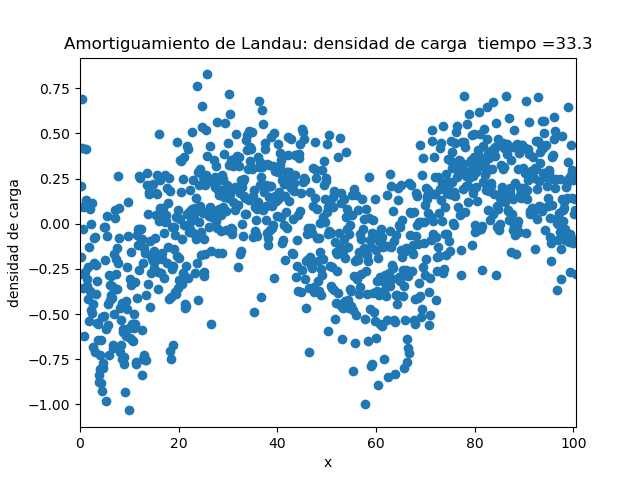 Amortiguamiento de Landau: densidad de carga  tiempo =33.3
densidad de carga
0.75
0.50
0.25
0.00
−0.25
−0.50
−0.75
−1.00
0 20 40 60 80 100
x